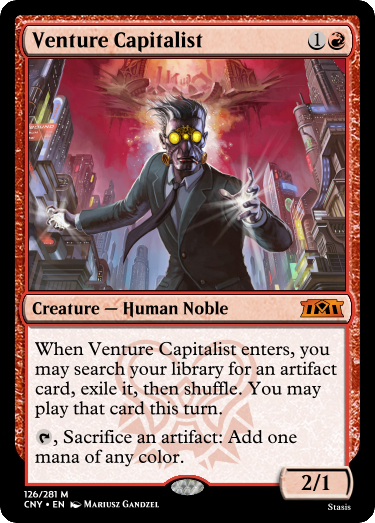 Venture Capitalist 1
Creature — Human Noble
When Venture Capitalist enters, you
may search your library for an artifact
card, exile it, then shuffle. You may
play that card this turn.
, Sacrifice an artifact: Add one
mana of any color.
2/1
126/281 M
CNY • EN Mariusz Gandzel
Stasis